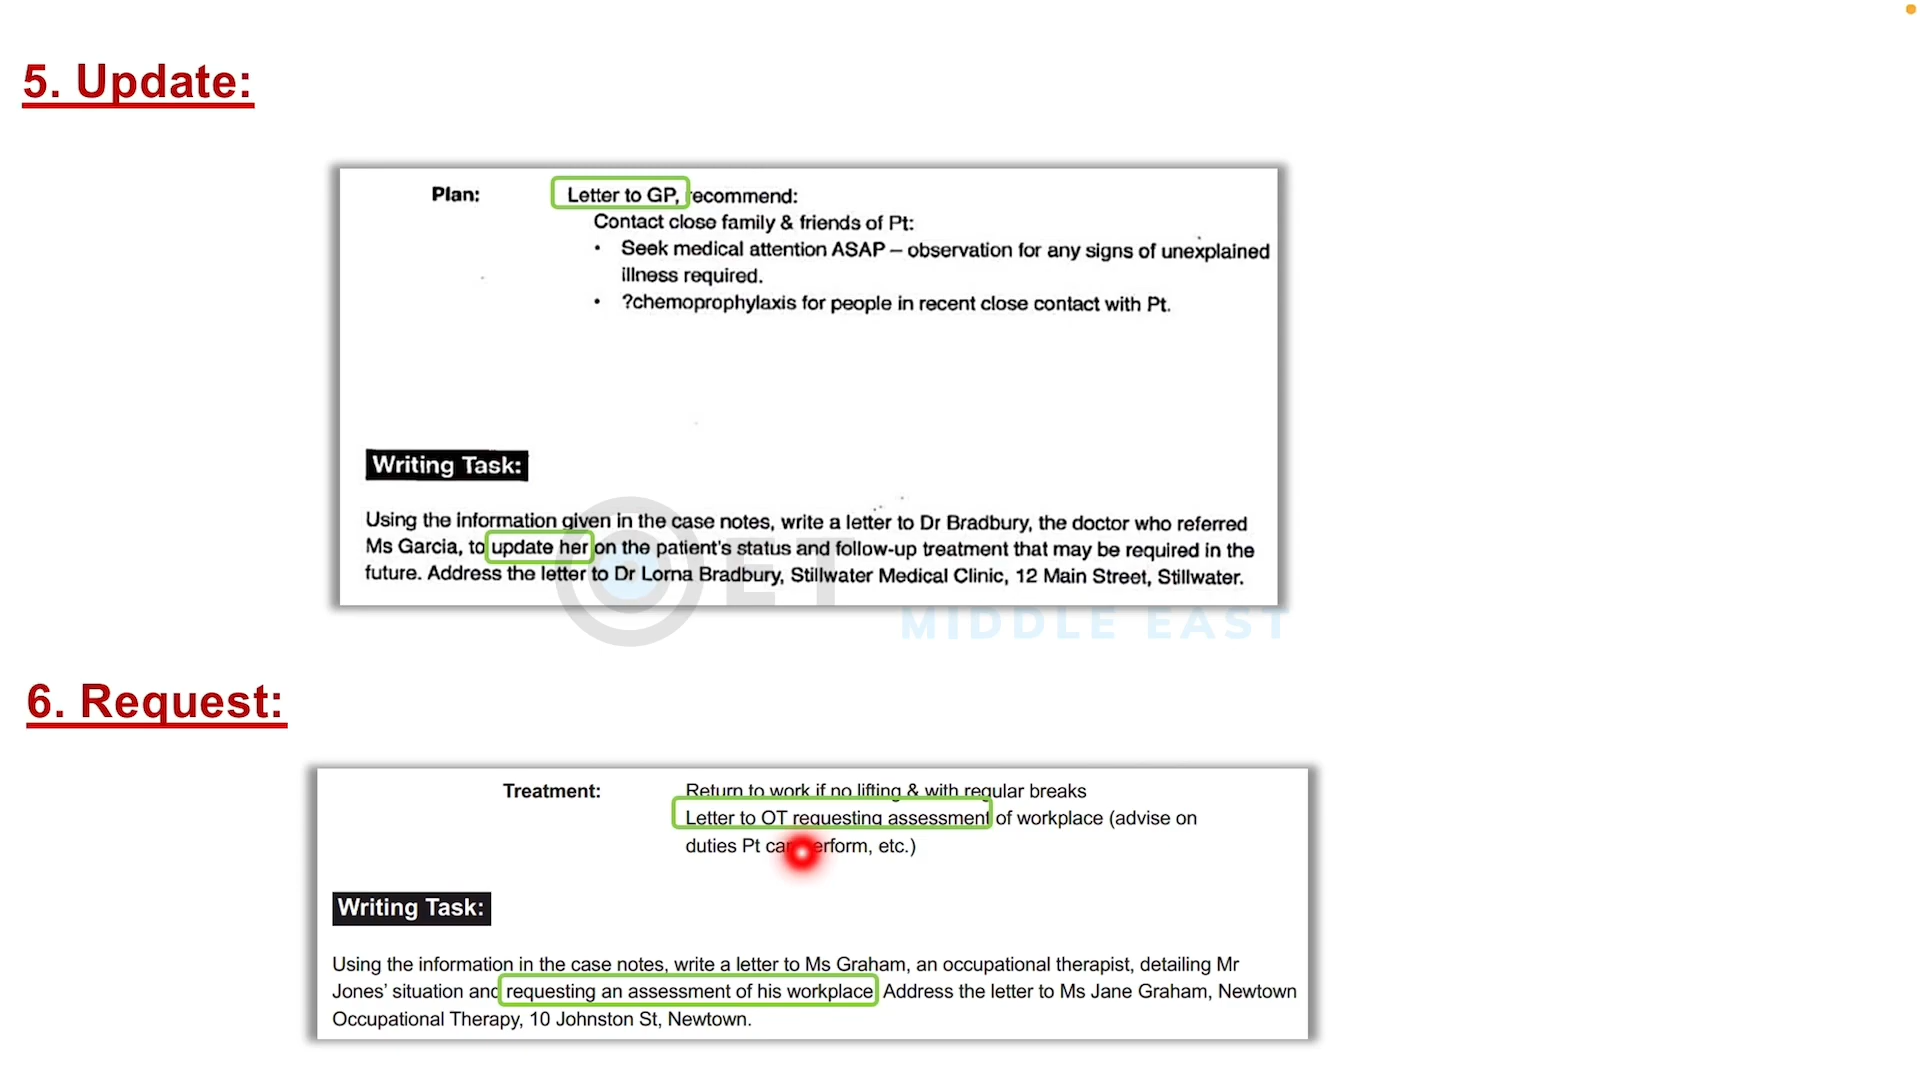 5. Update:
Plan: Letter to GP, recommend:
Contact close family & friends of Pt:
• Seek medical attention ASAP – observation for any signs of unexplained
illness required.
• ?chemoprophylaxis for people in recent close contact with Pt.
Writing Task:
Using the information given in the case notes, write a letter to Dr Bradbury, the doctor who referred
Ms Garcia, to update her on the patient's status and follow-up treatment that may be required in the
future. Address the letter to Dr Lorna Bradbury, Stillwater Medical Clinic, 12 Main Street, Stillwater.
OET
MIDDLE EAST
6. Request:
Treatment: Return to work if no lifting & with regular breaks
Letter to OT requesting assessment of workplace (advise on
duties Pt can perform, etc.)
Writing Task:
Using the information in the case notes, write a letter to Ms Graham, an occupational therapist, detailing Mr
Jones' situation and requesting an assessment of his workplace Address the letter to Ms Jane Graham, Newtown
Occupational Therapy, 10 Johnston St, Newtown.